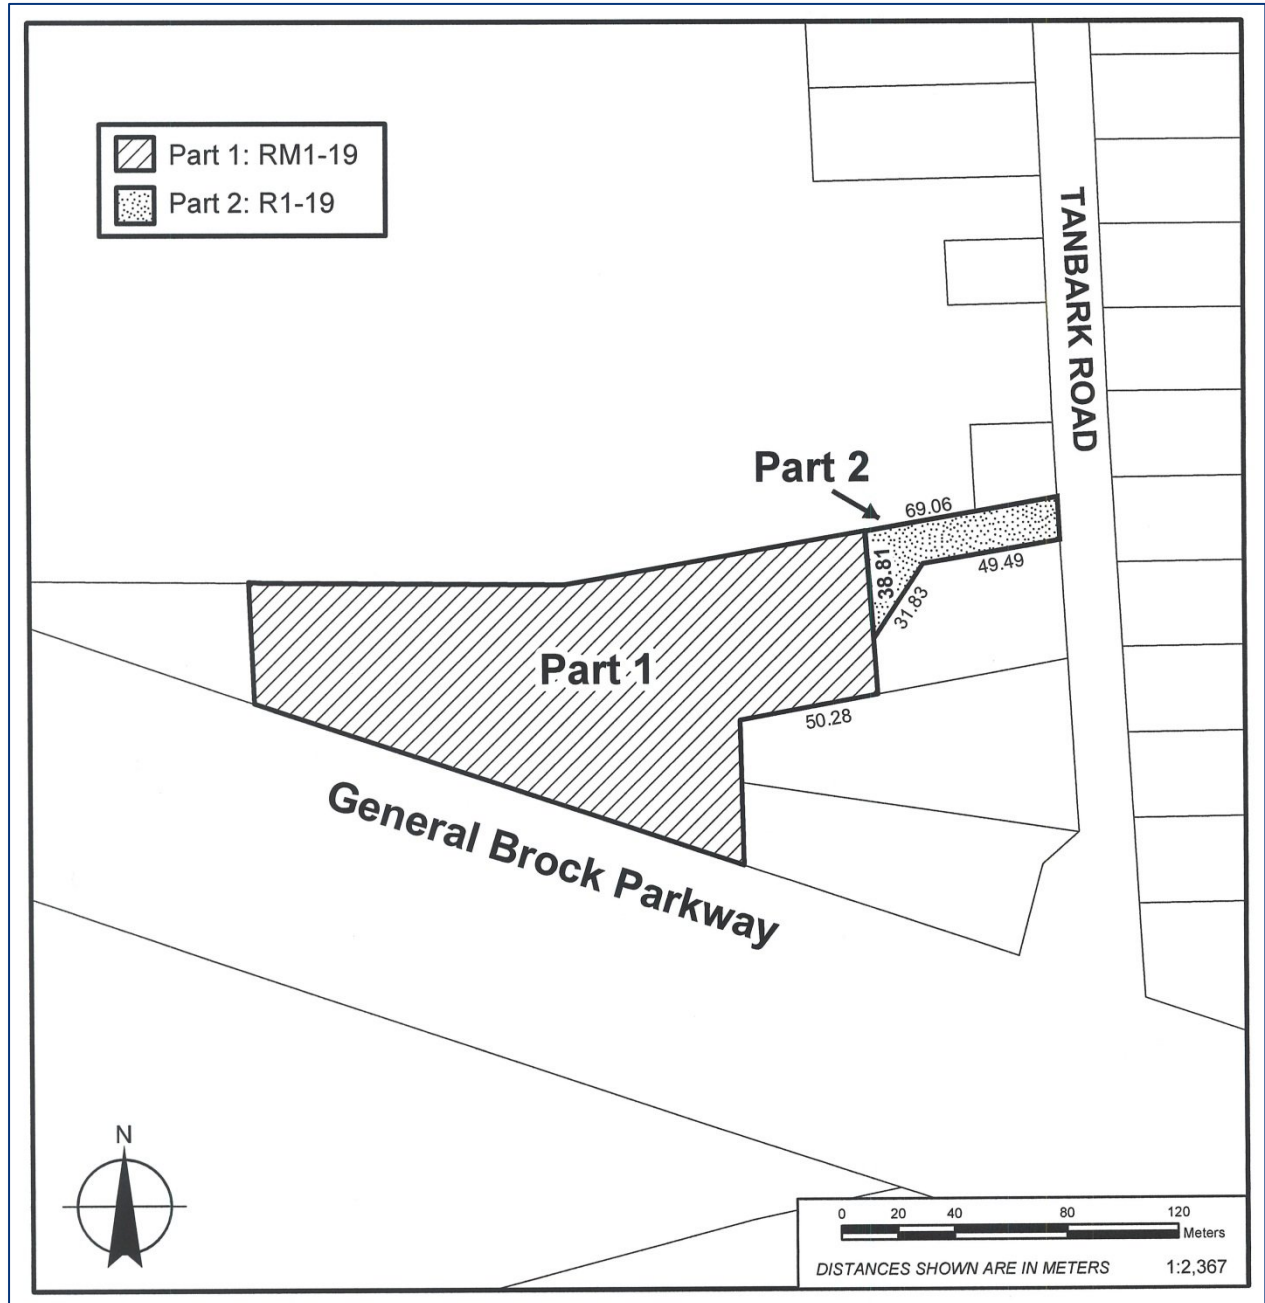 Part 1: RM1-19
Part 2: R1-19
TANBARK ROAD
Part 2
69.06
38.81
49.49
31.83
Part 1
50.28
General Brock Parkway
N
0 20 40 80 120
Meters
DISTANCES SHOWN ARE IN METERS 1:2,367